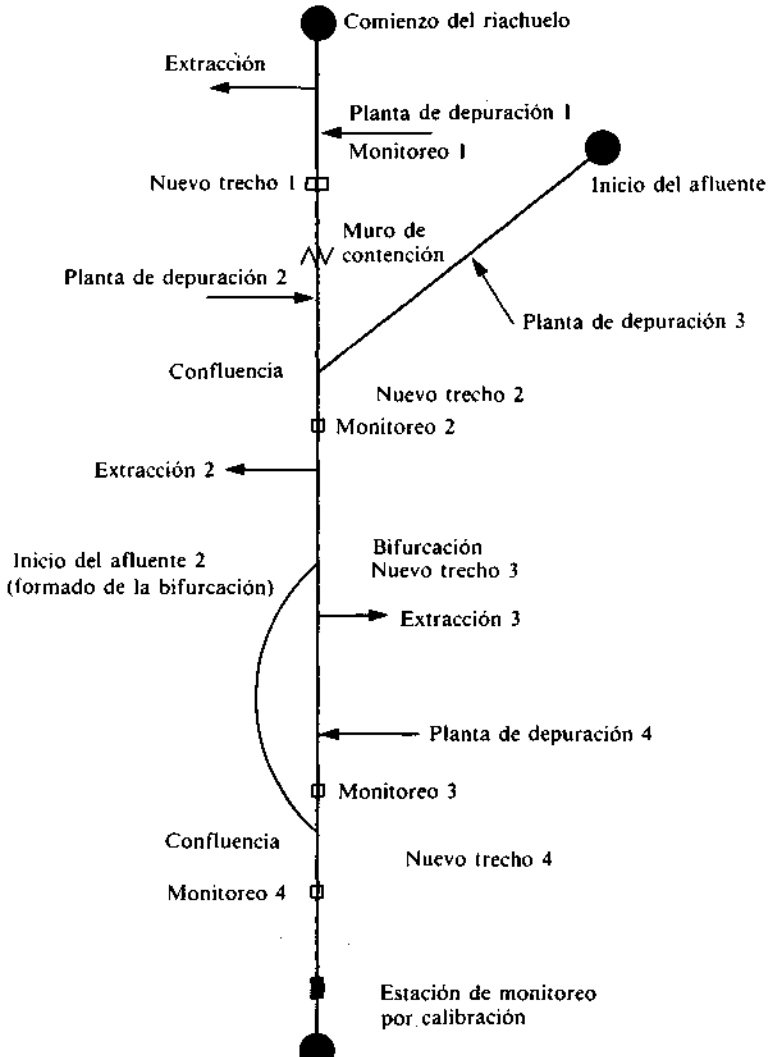 Comienzo del riachuelo
Extracción
Planta de depuración 1
Monitoreo 1
Nuevo trecho 1
Inicio del afluente
Muro de
contención
Planta de depuración 2
Planta de depuración 3
Confluencia
Nuevo trecho 2
Monitoreo 2
Extracción 2
Inicio del afluente 2
(formado de la bifurcación)
Bifurcación
Nuevo trecho 3
Extracción 3
Planta de depuración 4
Monitoreo 3
Confluencia
Nuevo trecho 4
Monitoreo 4
Estación de monitoreo
por calibración